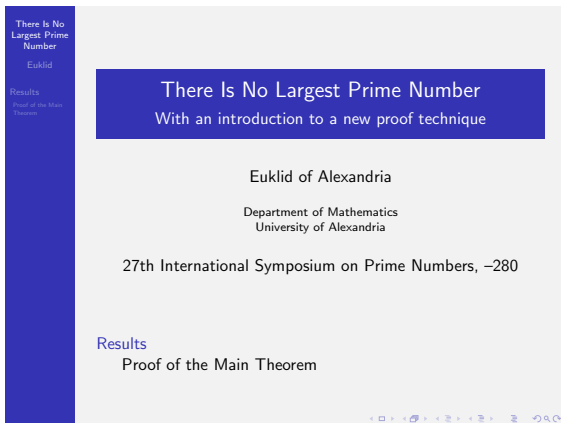 There Is No
Largest Prime
Number
Euklid
Results
Proof of the Main
Theorem
There Is No Largest Prime Number
With an introduction to a new proof technique
Euklid of Alexandria
Department of Mathematics
University of Alexandria
27th International Symposium on Prime Numbers, –280
Results
Proof of the Main Theorem